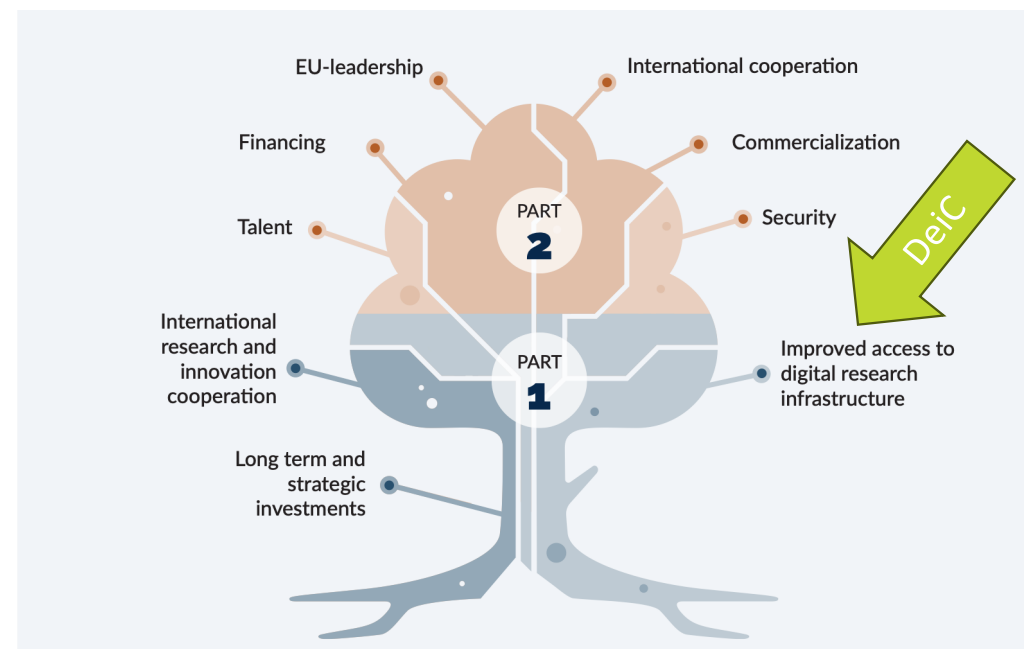 EU-leadership
International cooperation
Financing
Commercialization
Talent
PART
2
Security
DeiC
International
research and
innovation
cooperation
PART
1
Improved access to
digital research
infrastructure
Long term and
strategic
investments